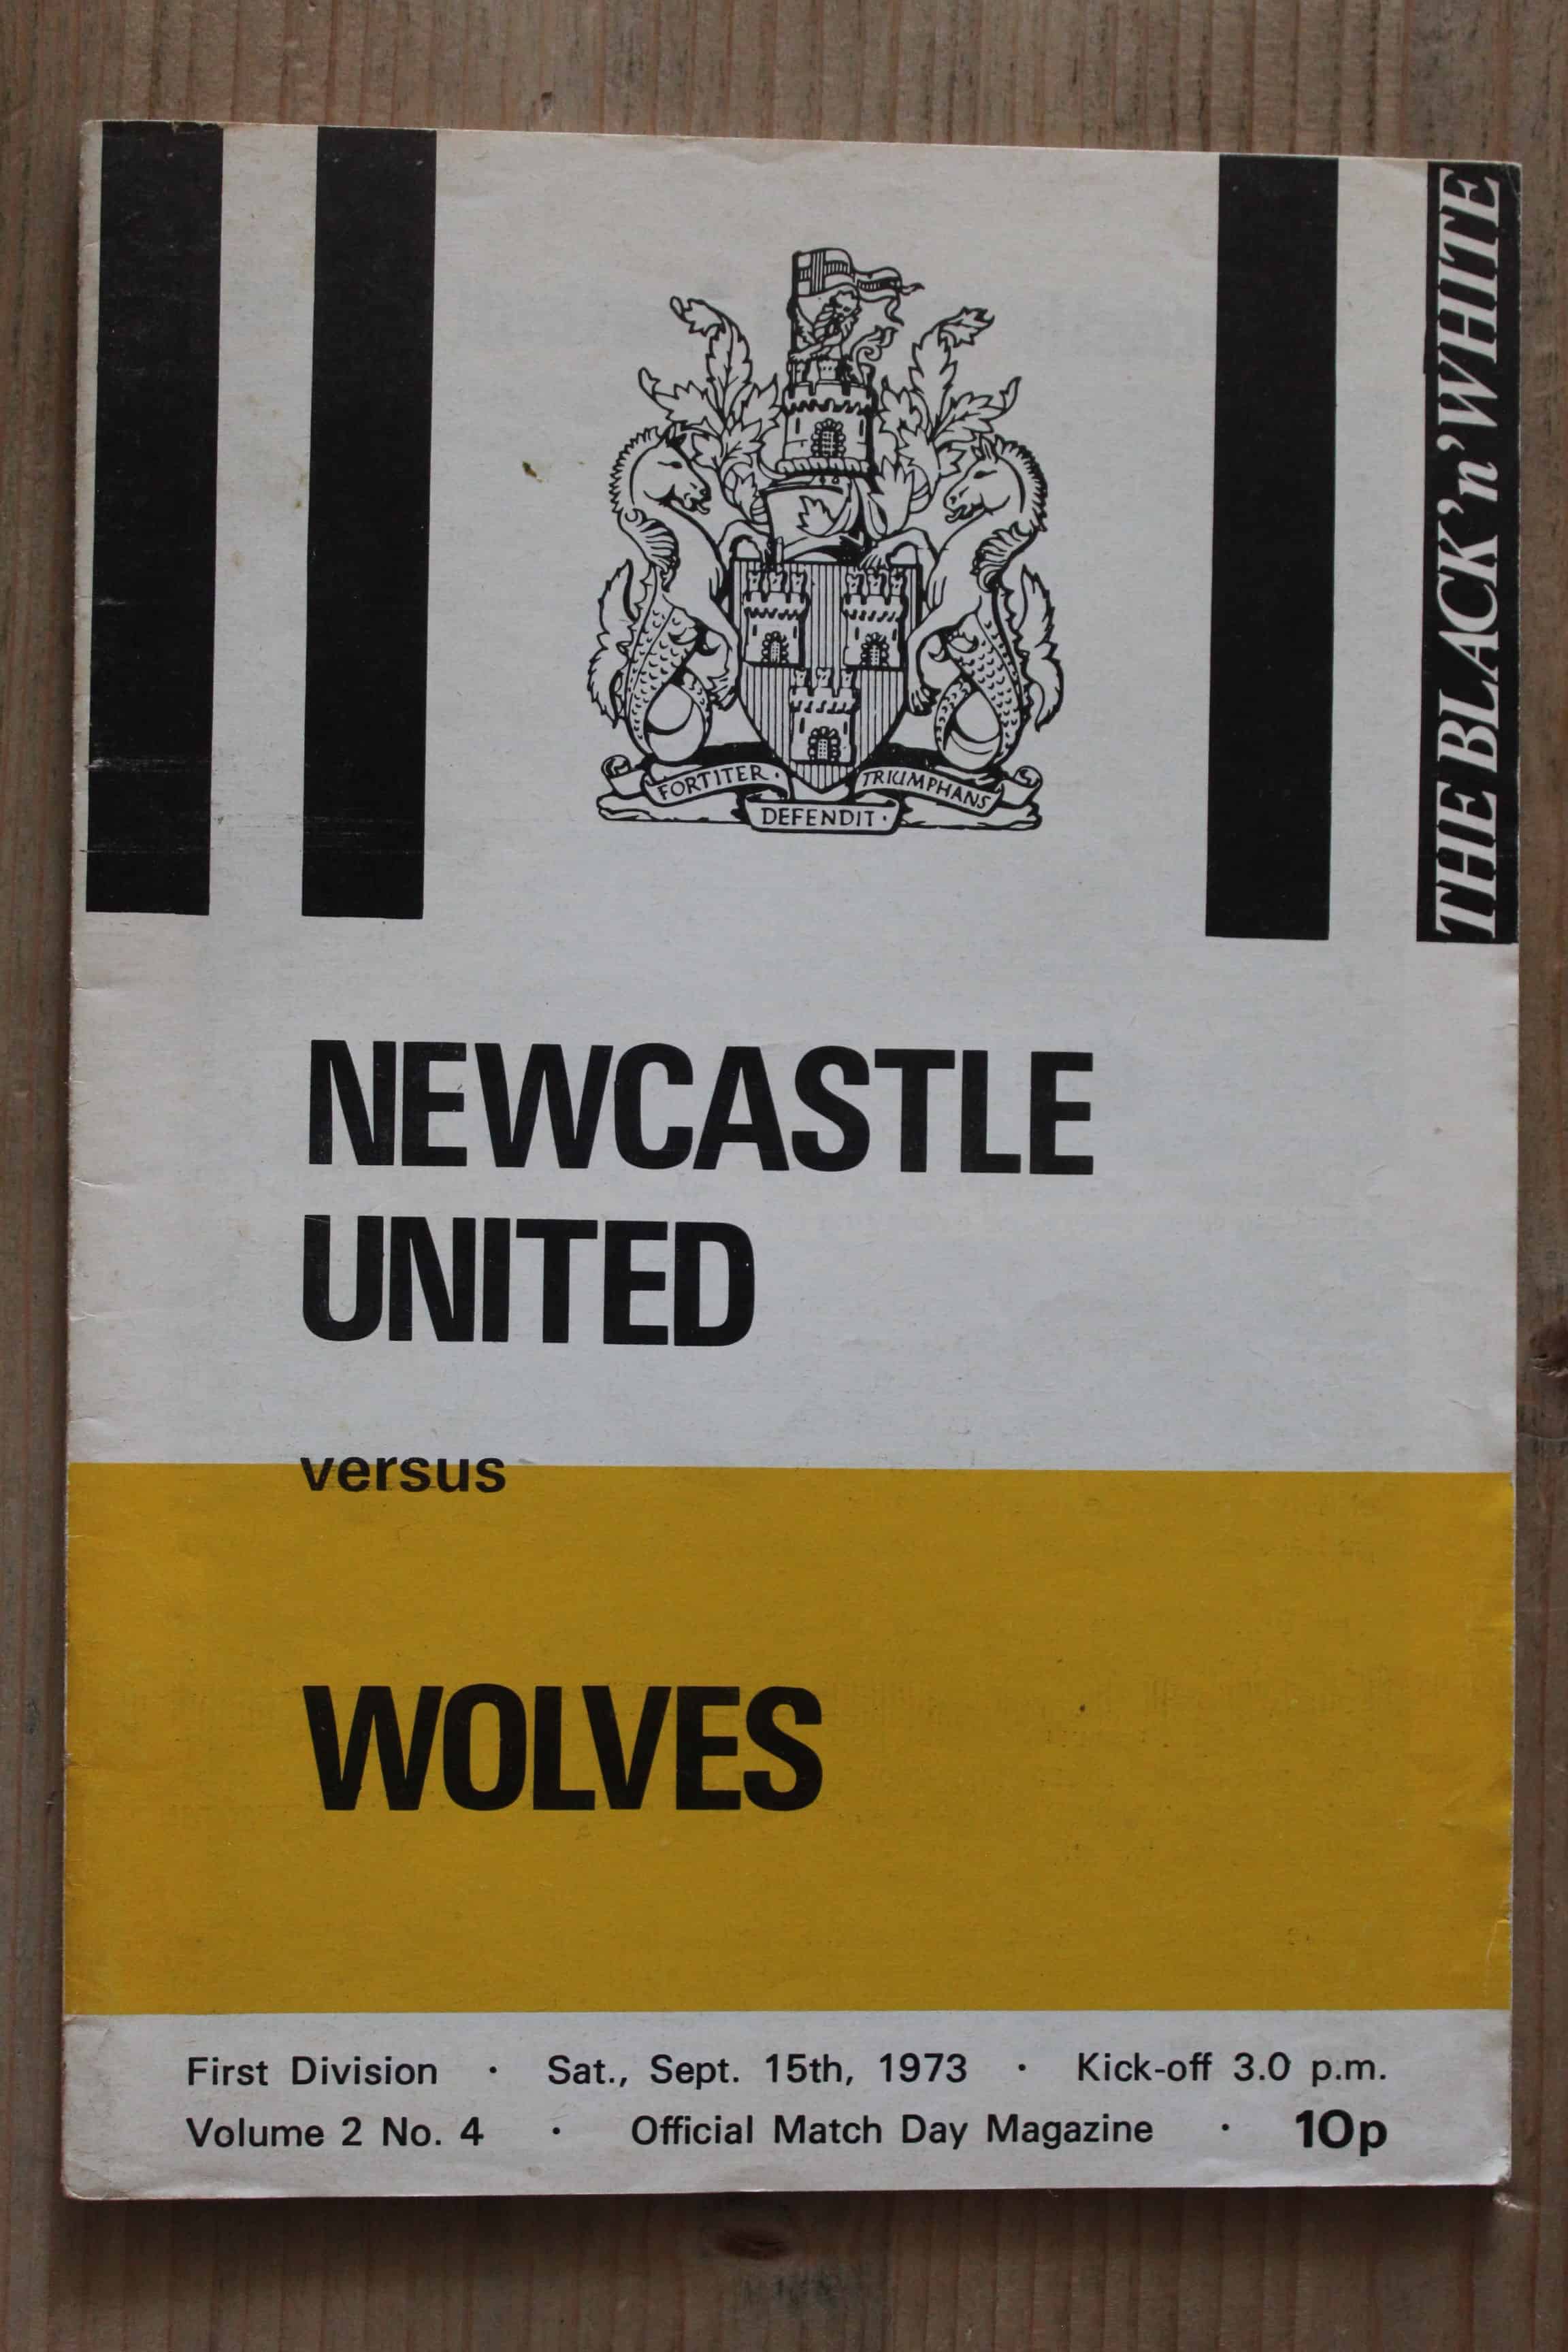 THE BLACK'n'WHITE
FORTITER · TRIUMPHANS
DEFENDIT ·
NEWCASTLE
UNITED
versus
WOLVES
First Division · Sat., Sept. 15th, 1973 · Kick-off 3.0 p.m.
Volume 2 No. 4 · Official Match Day Magazine · 10p